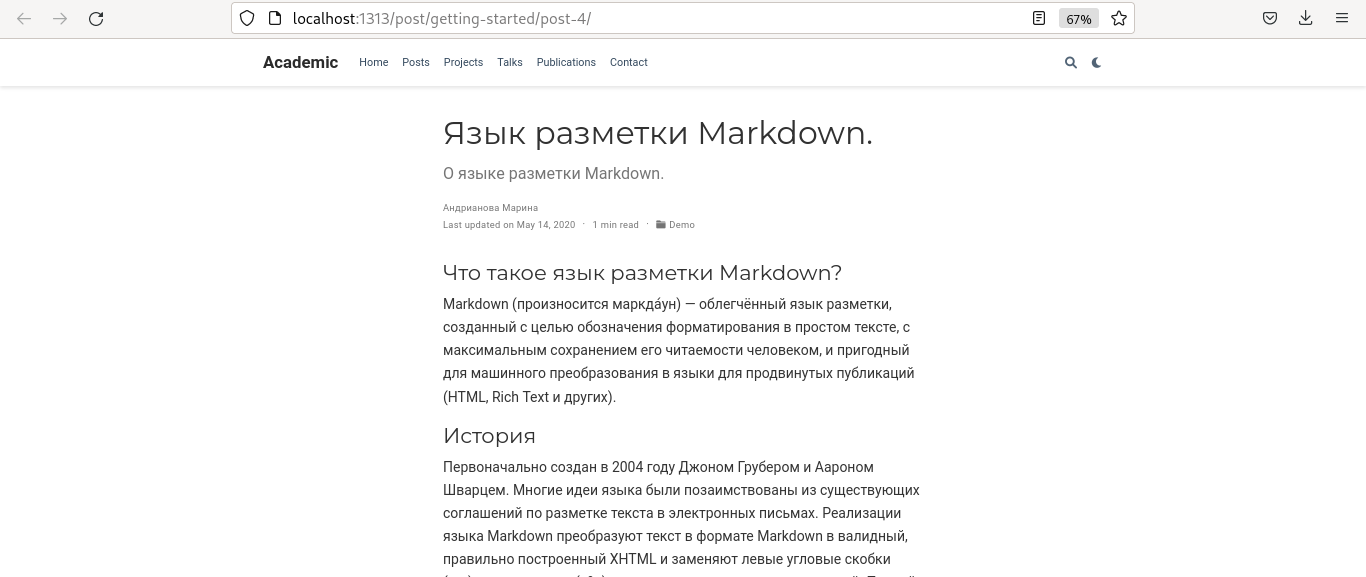 localhost:1313/post/getting-started/post-4/
67%
Academic Home Posts Projects Talks Publications Contact
Язык разметки Markdown.
О языке разметки Markdown.
Андрианова Марина
Last updated on May 14, 2020 · 1 min read · Demo
Что такое язык разметки Markdown?
Markdown (произносится маркда́ун) — облегчённый язык разметки,
созданный с целью обозначения форматирования в простом тексте, с
максимальным сохранением его читаемости человеком, и пригодный
для машинного преобразования в языки для продвинутых публикаций
(HTML, Rich Text и других).
История
Первоначально создан в 2004 году Джоном Грубером и Аароном
Шварцем. Многие идеи языка были позаимствованы из существующих
соглашений по разметке текста в электронных письмах. Реализации
языка Markdown преобразуют текст в формате Markdown в валидный,
правильно построенный XHTML и заменяют левые угловые скобки